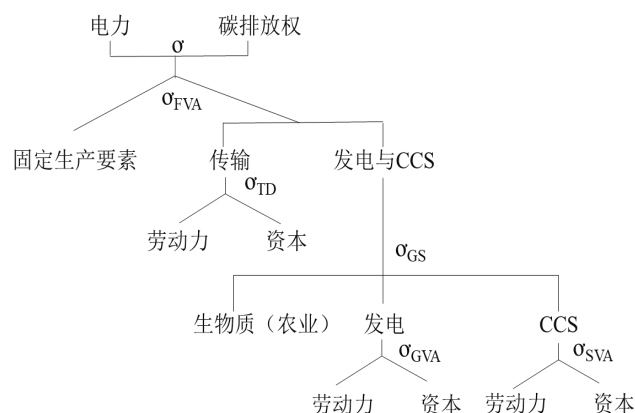 电力 碳排放权
σ
σFVA
固定生产要素 传输 发电与CCS
σTD
劳动力 资本
σGS
生物质（农业） 发电 CCS
σGVA σSVA
劳动力 资本 劳动力 资本